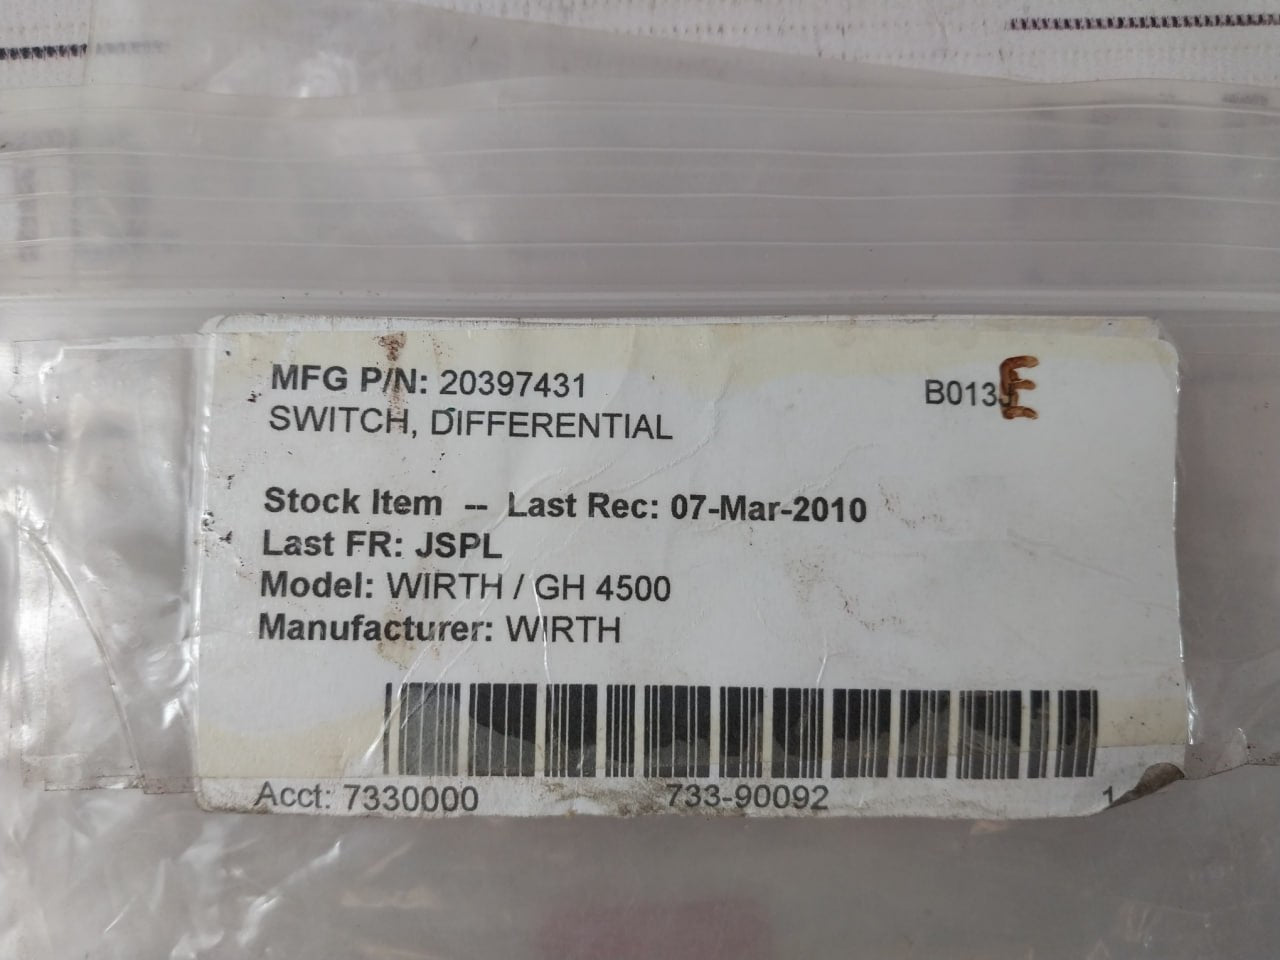 MFG P/N: 20397431
B013 E
SWITCH, DIFFERENTIAL
Stock Item -- Last Rec: 07-Mar-2010
Last FR: JSPL
Model: WIRTH / GH 4500
Manufacturer: WIRTH
Acct: 7330000 733-90092 1